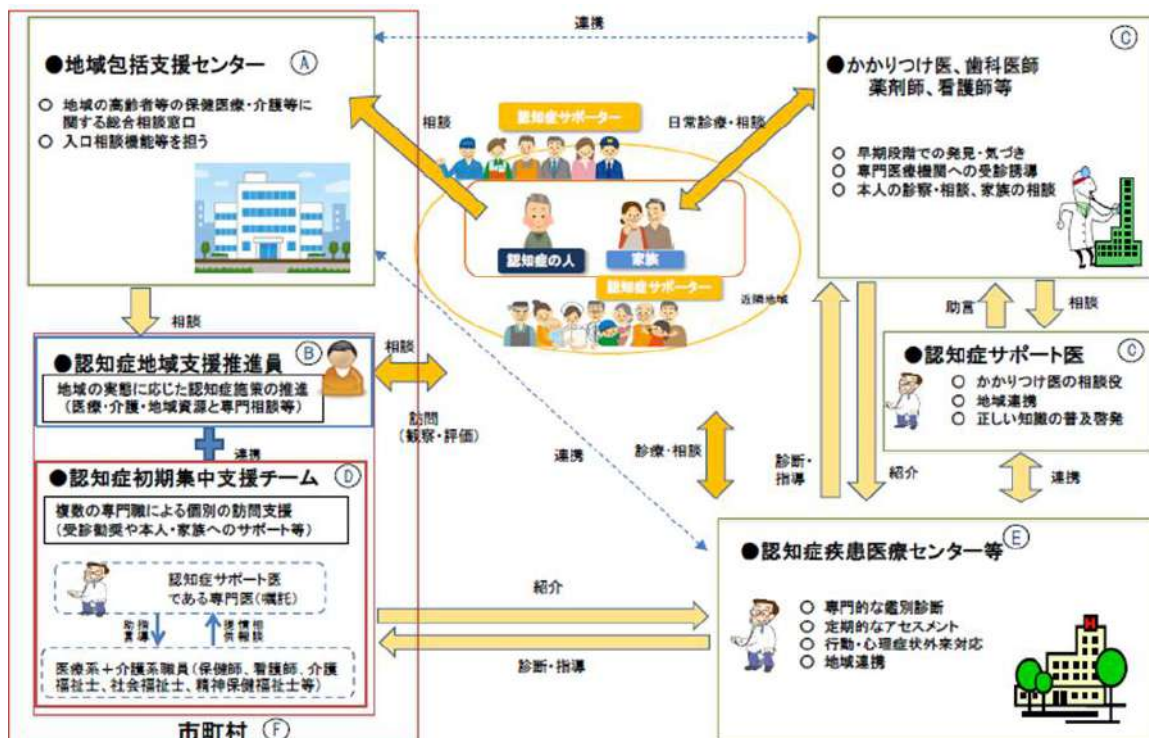 連携
●地域包括支援センター Ⓐ
○ 地域の高齢者等の保健医療・介護等に
関する総合相談窓口
○ 入口相談機能等を担う
相談
認知症サポーター
日常診療・相談
認知症の人
家族
認知症サポーター
近隣地域
Ⓒ
●かかりつけ医、歯科医師
薬剤師、看護師等
○ 早期段階での発見・気づき
○ 専門医療機関への受診誘導
○ 本人の診察・相談、家族の相談
相談
●認知症地域支援推進員 Ⓑ
地域の実態に応じた認知症施策の推進
(医療・介護・地域資源と専門相談等)
相談
訪問
(観察・評価)
連携
連携
診療・相談
診断・
指導
紹介
助言
相談
●認知症サポート医 Ⓒ
○ かかりつけ医の相談役
○ 地域連携
○ 正しい知識の普及啓発
連携
●認知症初期集中支援チーム Ⓓ
複数の専門職による個別の訪問支援
(受診勧奨や本人・家族へのサポート等)
認知症サポート医
である専門医(嘱託)
助指
言導
提情相
供報談
医療系+介護系職員(保健師、看護師、介護
福祉士、社会福祉士、精神保健福祉士等)
市町村 Ⓕ
紹介
診断・指導
●認知症疾患医療センター等 Ⓔ
○ 専門的な鑑別診断
○ 定期的なアセスメント
○ 行動・心理症状外来対応
○ 地域連携
H